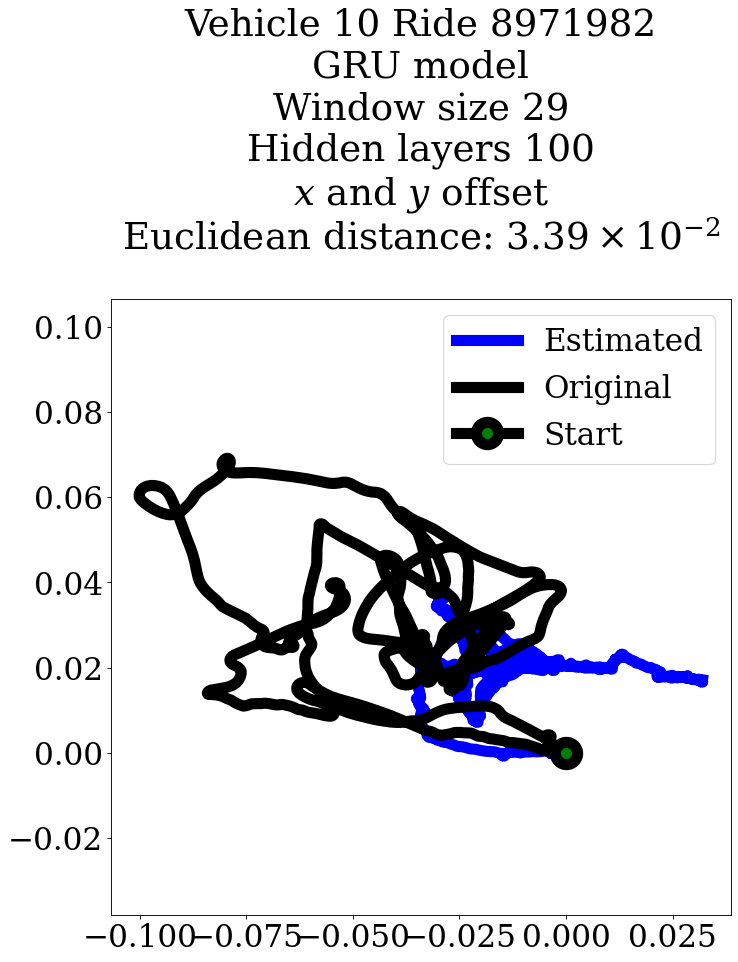 Vehicle 10 Ride 8971982
GRU model
Window size 29
Hidden layers 100
x and y offset
Euclidean distance: 3.39 × 10⁻²
Estimated
Original
Start
0.10
0.08
0.06
0.04
0.02
0.00
−0.02
−0.100 −0.075 −0.050 −0.025 0.000 0.025